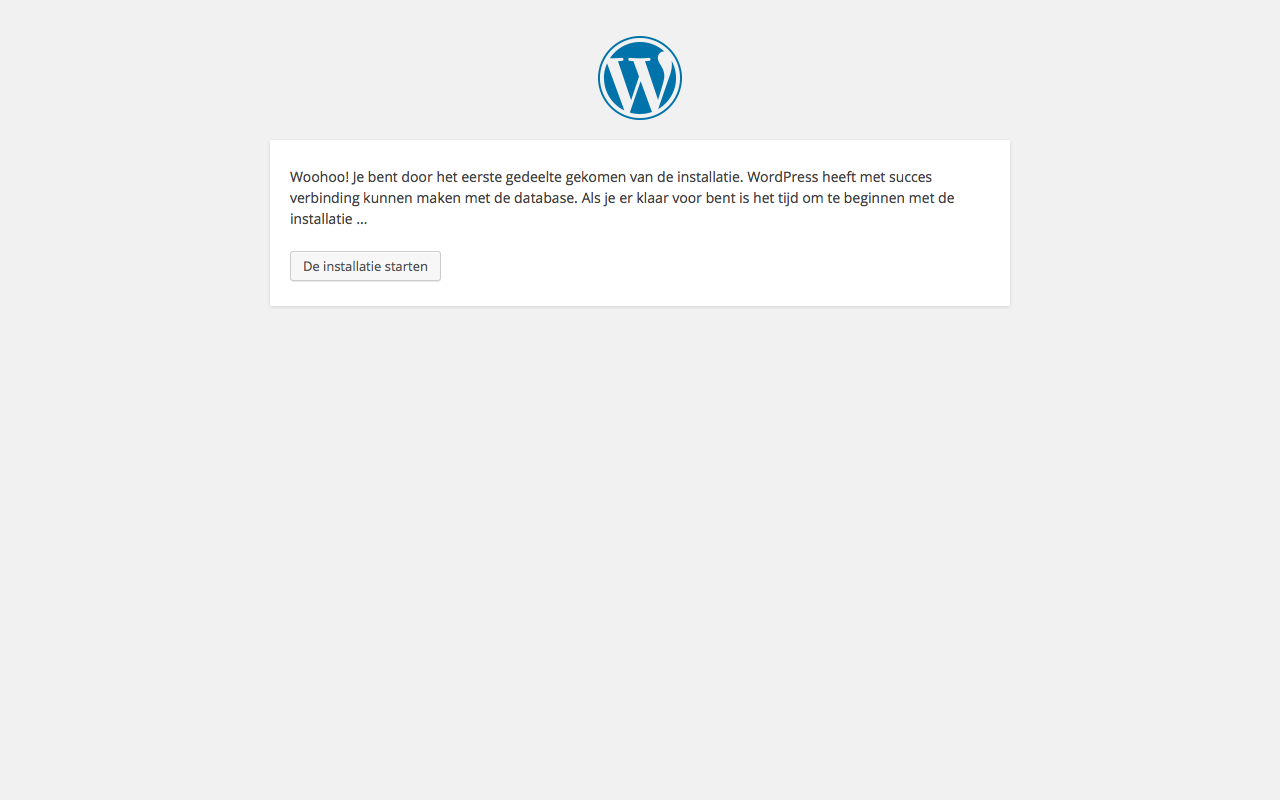 Woohoo! Je bent door het eerste gedeelte gekomen van de installatie. WordPress heeft met succes
verbinding kunnen maken met de database. Als je er klaar voor bent is het tijd om te beginnen met de
installatie …
De installatie starten